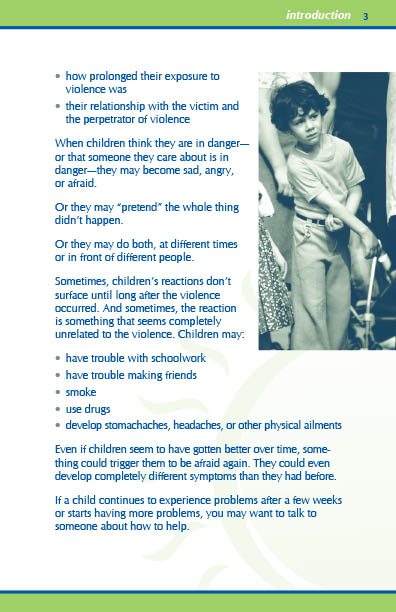 introduction 3
• how prolonged their exposure to
violence was
• their relationship with the victim and
the perpetrator of violence
When children think they are in danger—
or that someone they care about is in
danger—they may become sad, angry,
or afraid.
Or they may “pretend” the whole thing
didn’t happen.
Or they may do both, at different times
or in front of different people.
Sometimes, children’s reactions don’t
surface until long after the violence
occurred. And sometimes, the reaction
is something that seems completely
unrelated to the violence. Children may:
• have trouble with schoolwork
• have trouble making friends
• smoke
• use drugs
• develop stomachaches, headaches, or other physical ailments
Even if children seem to have gotten better over time, some-
thing could trigger them to be afraid again. They could even
develop completely different symptoms than they had before.
If a child continues to experience problems after a few weeks
or starts having more problems, you may want to talk to
someone about how to help.